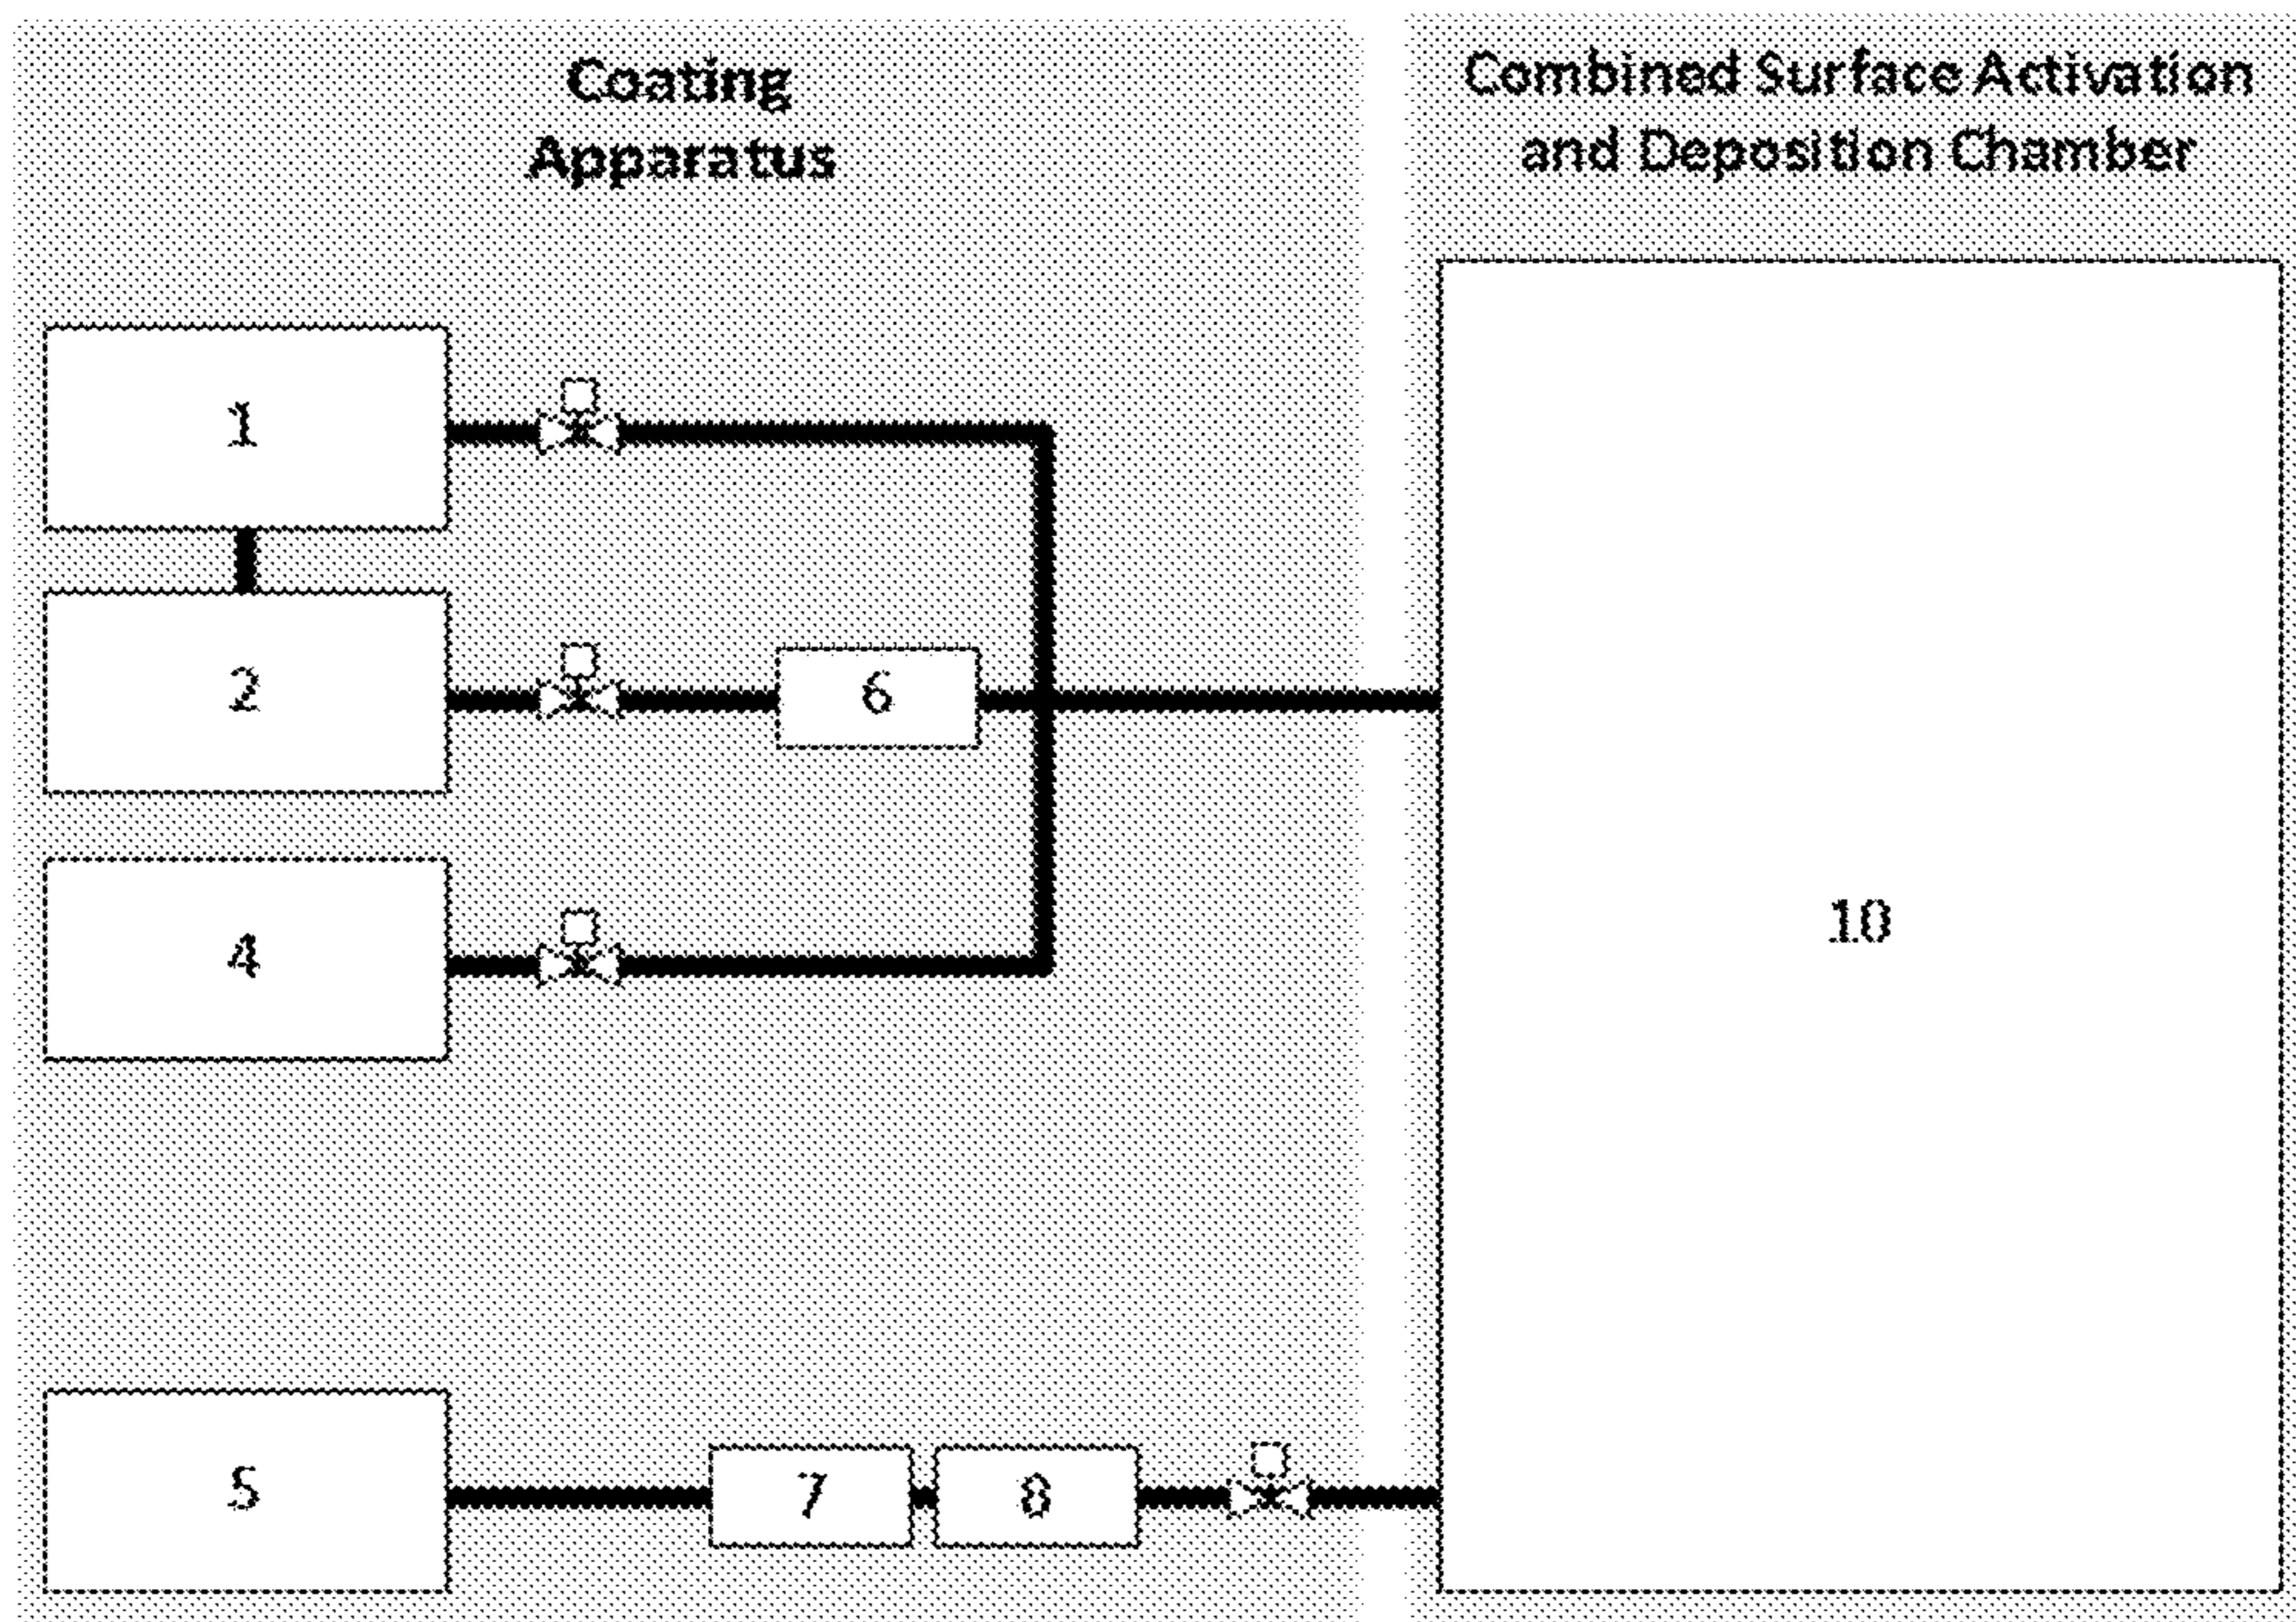 Coating
Apparatus
Combined Surface Activation
and Deposition Chamber
1
2
6
4
10
5
7
8